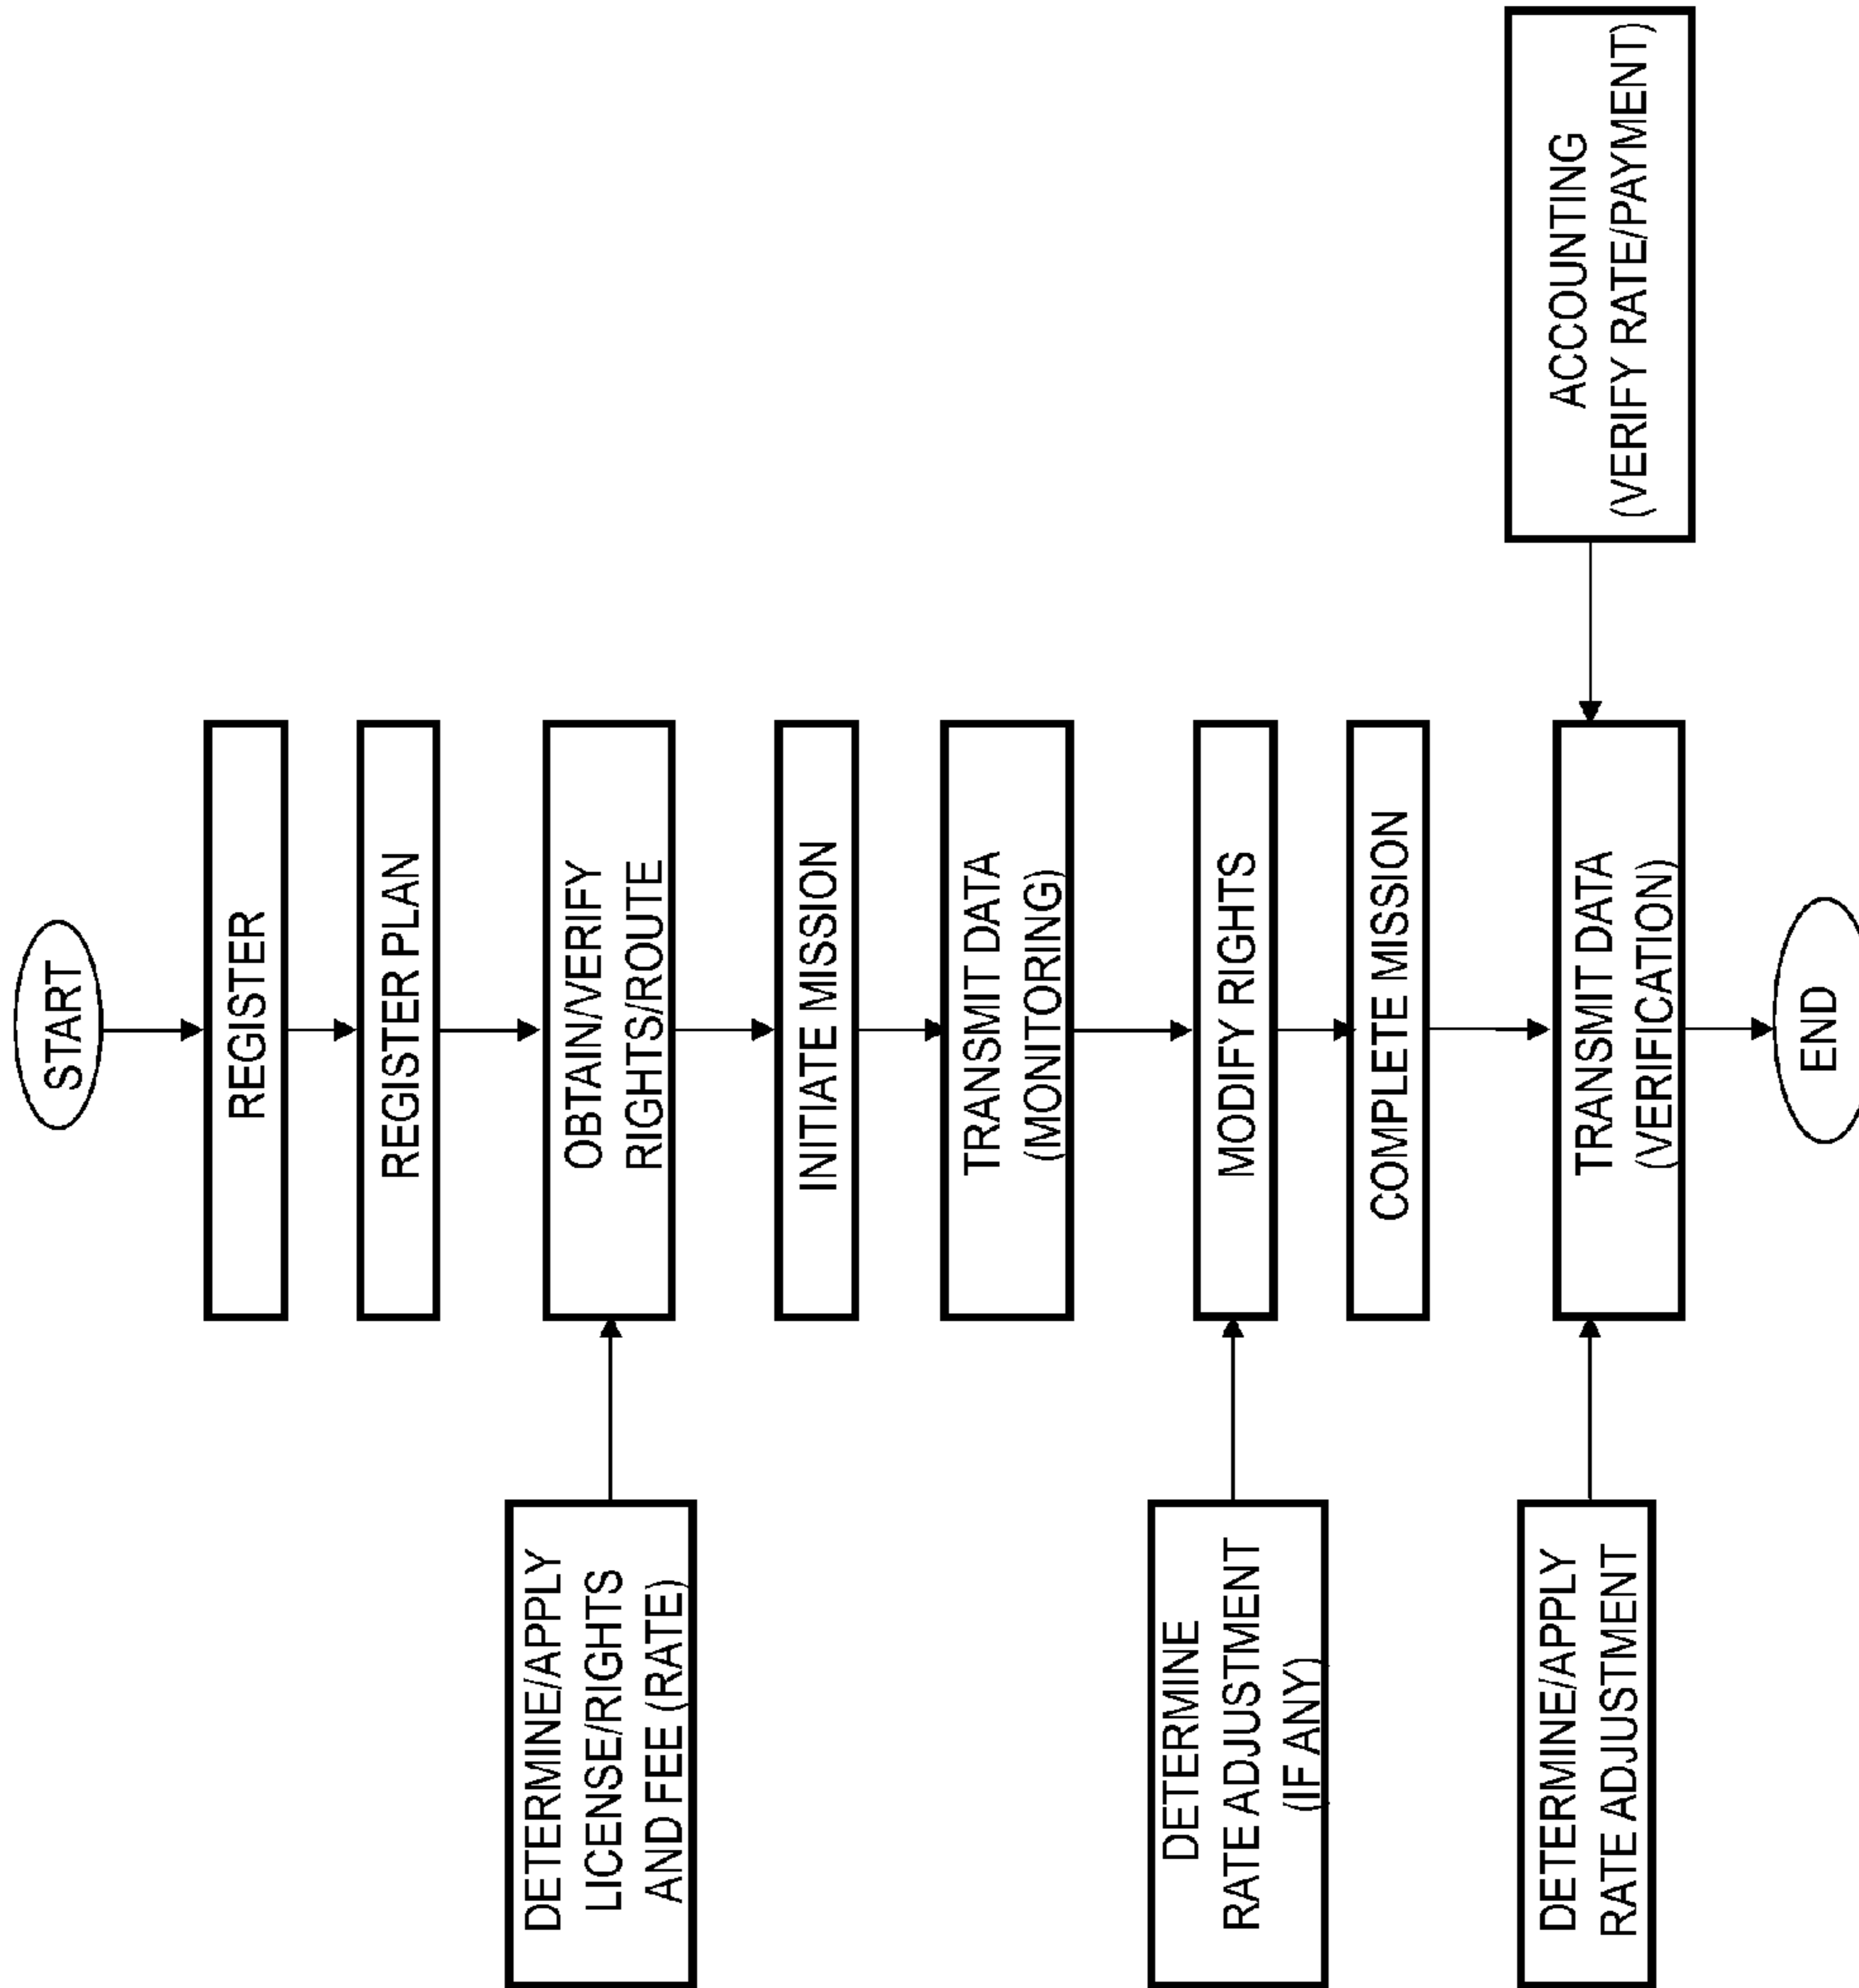 START
REGISTER
REGISTER PLAN
DETERMINE/APPLY
LICENSE/RIGHTS
AND FEE (RATE)
OBTAIN/VERIFY
RIGHTS/ROUTE
INITIATE MISSION
TRANSMIT DATA
(MONITORING)
DETERMINE
RATE ADJUSTMENT
(IF ANY)
MODIFY RIGHTS
COMPLETE MISSION
DETERMINE/APPLY
RATE ADJUSTMENT
TRANSMIT DATA
(VERIFICATION)
ACCOUNTING
(VERIFY RATE/PAYMENT)
END